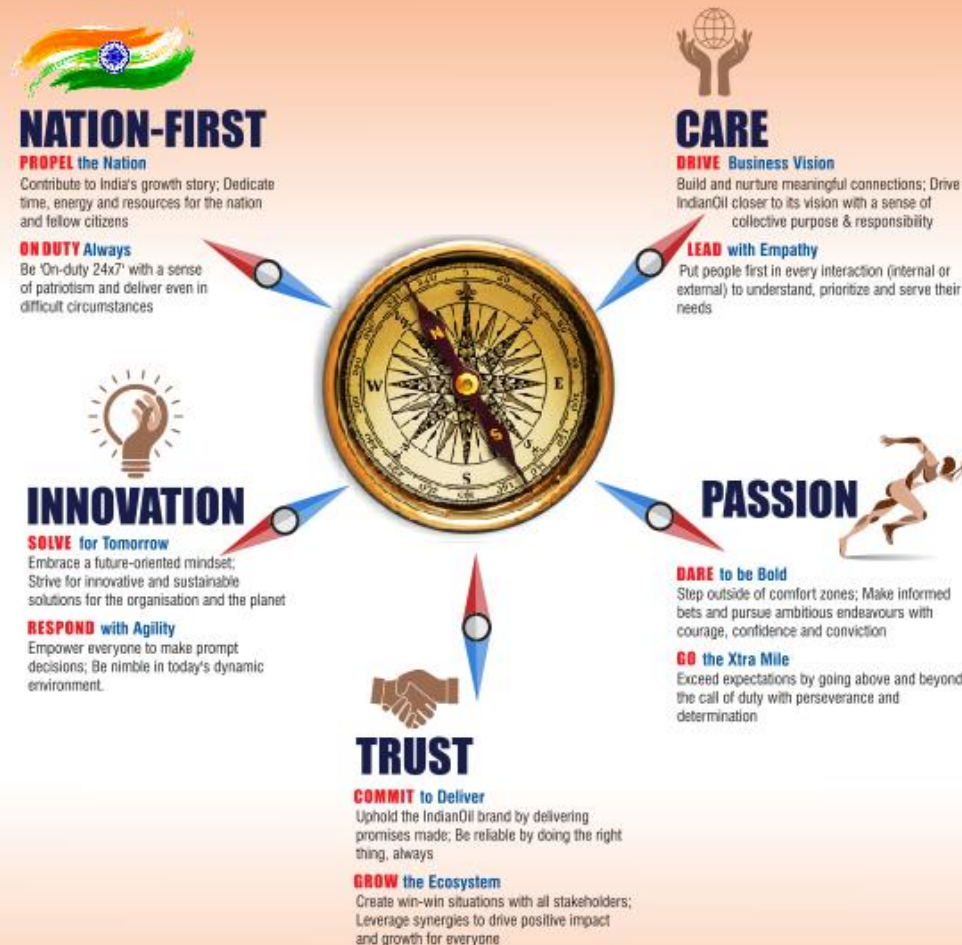 NATION-FIRST
PROPEL the Nation
Contribute to India's growth story; Dedicate
time, energy and resources for the nation
and fellow citizens
ON DUTY Always
Be 'On-duty 24x7' with a sense
of patriotism and deliver even in
difficult circumstances
CARE
DRIVE Business Vision
Build and nurture meaningful connections; Drive
IndianOil closer to its vision with a sense of
collective purpose & responsibility
LEAD with Empathy
Put people first in every interaction (internal or
external) to understand, prioritize and serve their
needs
N
W
E
S
S
INNOVATION
SOLVE for Tomorrow
Embrace a future-oriented mindset;
Strive for innovative and sustainable
solutions for the organisation and the planet
RESPOND with Agility
Empower everyone to make prompt
decisions; Be nimble in today's dynamic
environment.
PASSION
DARE to be Bold
Step outside of comfort zones; Make informed
bets and pursue ambitious endeavours with
courage, confidence and conviction
GO the Xtra Mile
Exceed expectations by going above and beyond
the call of duty with perseverance and
determination
TRUST
COMMIT to Deliver
Uphold the IndianOil brand by delivering
promises made; Be reliable by doing the right
thing, always
GROW the Ecosystem
Create win-win situations with all stakeholders;
Leverage synergies to drive positive impact
and growth for everyone